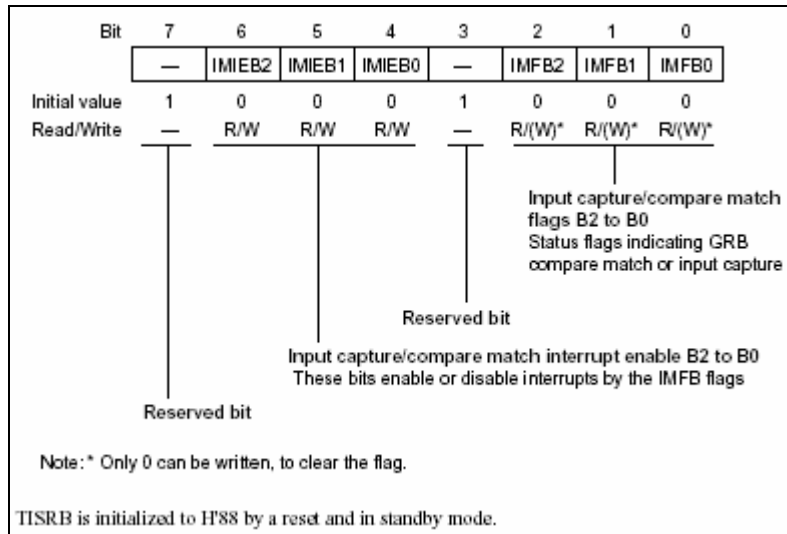 Bit 7 6 5 4 3 2 1 0
— IMIEB2 IMIEB1 IMIEB0 — IMFB2 IMFB1 IMFB0
Initial value 1 0 0 0 1 0 0 0
Read/Write — R/W R/W R/W — R/(W)* R/(W)* R/(W)*
Input capture/compare match
flags B2 to B0
Status flags indicating GRB
compare match or input capture
Reserved bit
Input capture/compare match interrupt enable B2 to B0
These bits enable or disable interrupts by the IMFB flags
Reserved bit
Note: * Only 0 can be written, to clear the flag.
TISRB is initialized to H'88 by a reset and in standby mode.